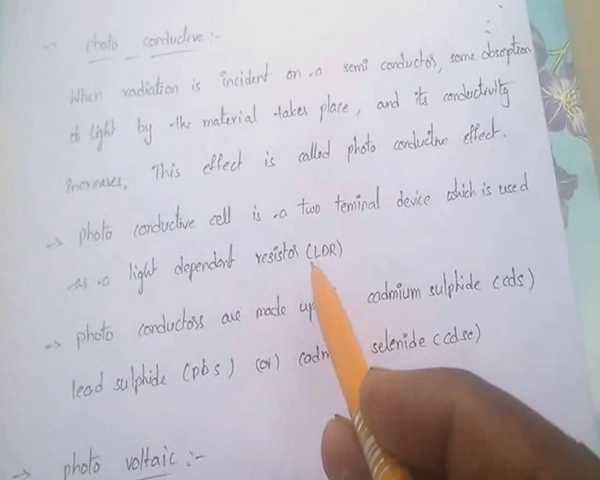 -> photo conductive :-
When radiation is incident on a semi conductor, some absorption
of light by the material takes place, and its conductivity
increases. This effect is called photo conductive effect.
-> photo conductive cell is a two teminal device which is used
as a light dependent resistor (LDR)
-> photo conductors are made up cadmium sulphide (cds)
lead sulphide (pbs) (or) selenide (cdse)
-> photo voltaic :-